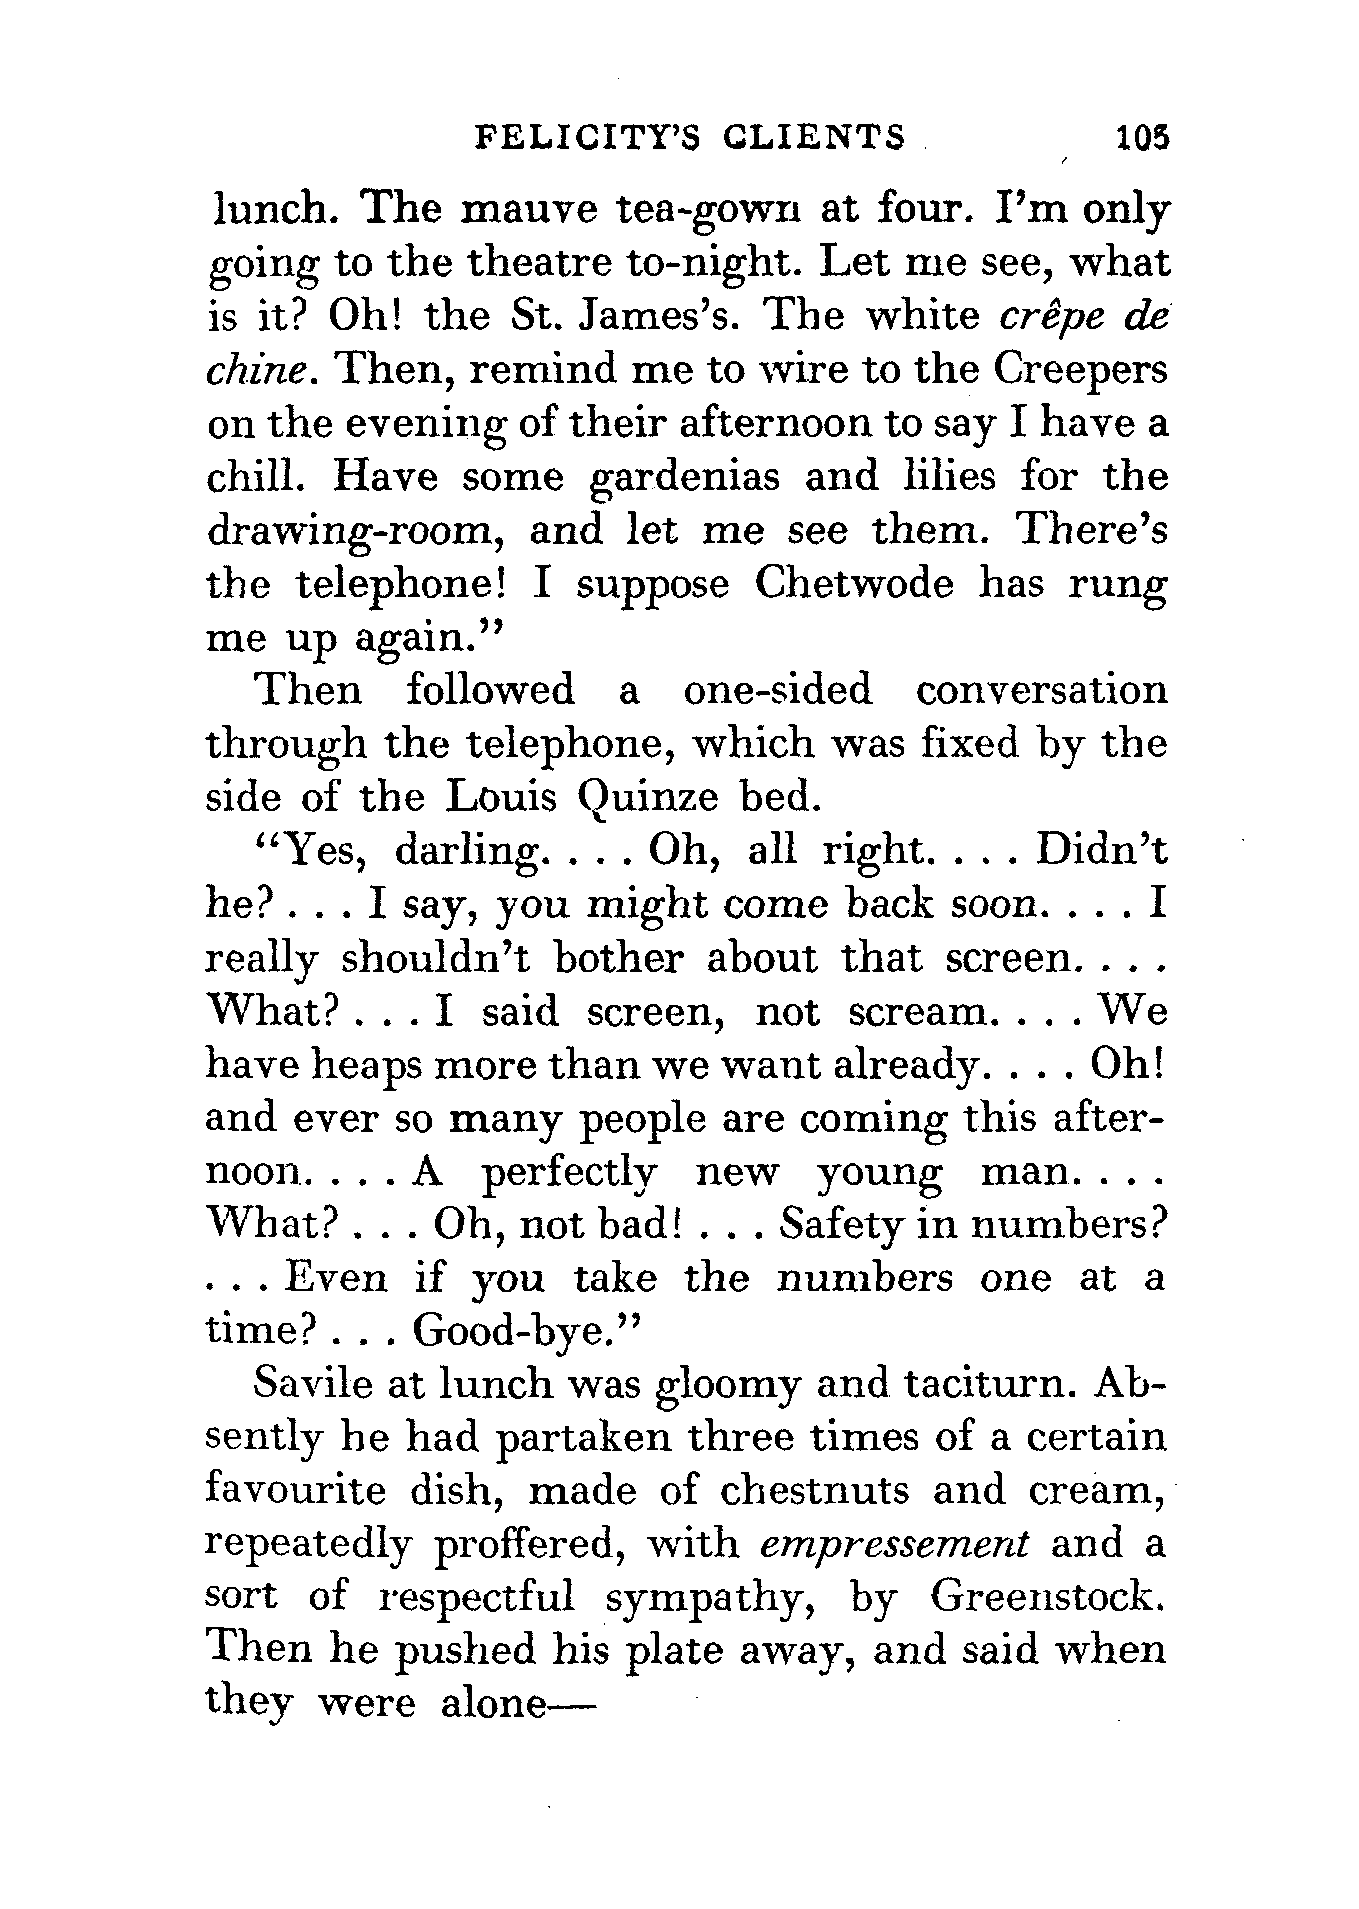 FELICITY'S CLIENTS 105
lunch. The mauve tea-gown at four. I'm only
going to the theatre to-night. Let me see, what
is it? Oh! the St. James's. The white crêpe de
chine. Then, remind me to wire to the Creepers
on the evening of their afternoon to say I have a
chill. Have some gardenias and lilies for the
drawing-room, and let me see them. There's
the telephone! I suppose Chetwode has rung
me up again."
Then followed a one-sided conversation
through the telephone, which was fixed by the
side of the Louis Quinze bed.
"Yes, darling. . . . Oh, all right. . . . Didn't
he? . . . I say, you might come back soon. . . . I
really shouldn't bother about that screen. . . .
What? . . . I said screen, not scream. . . . We
have heaps more than we want already. . . . Oh!
and ever so many people are coming this after-
noon. . . . A perfectly new young man. . . .
What? . . . Oh, not bad! . . . Safety in numbers?
. . . Even if you take the numbers one at a
time? . . . Good-bye."
Savile at lunch was gloomy and taciturn. Ab-
sently he had partaken three times of a certain
favourite dish, made of chestnuts and cream,
repeatedly proffered, with empressement and a
sort of respectful sympathy, by Greenstock.
Then he pushed his plate away, and said when
they were alone—